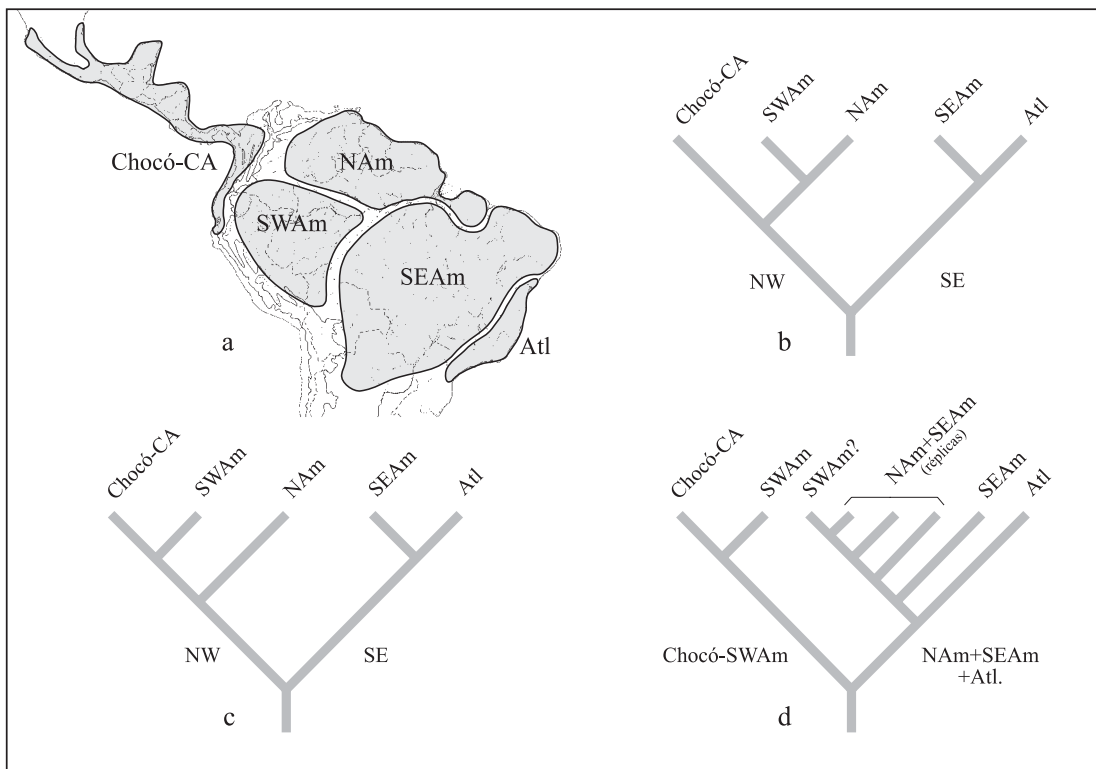 Chocó-CA
NAm
SWAm
SEAm
Atl
a
Chocó-CA
SWAm
NAm
SEAm
Atl
NW
SE
b
Chocó-CA
SWAm
NAm
SEAm
Atl
NW
SE
c
Chocó-CA
SWAm
SWAm?
NAm+SEAm
(réplicas)
SEAm
Atl
Chocó-SWAm
NAm+SEAm
+Atl.
d